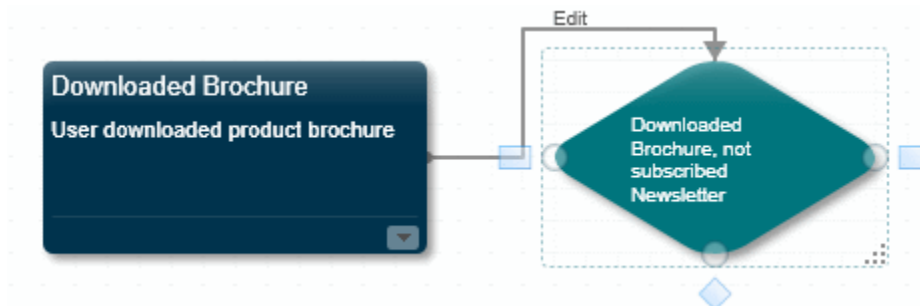 Edit
Downloaded Brochure
User downloaded product brochure
Downloaded
Brochure, not
subscribed
Newsletter